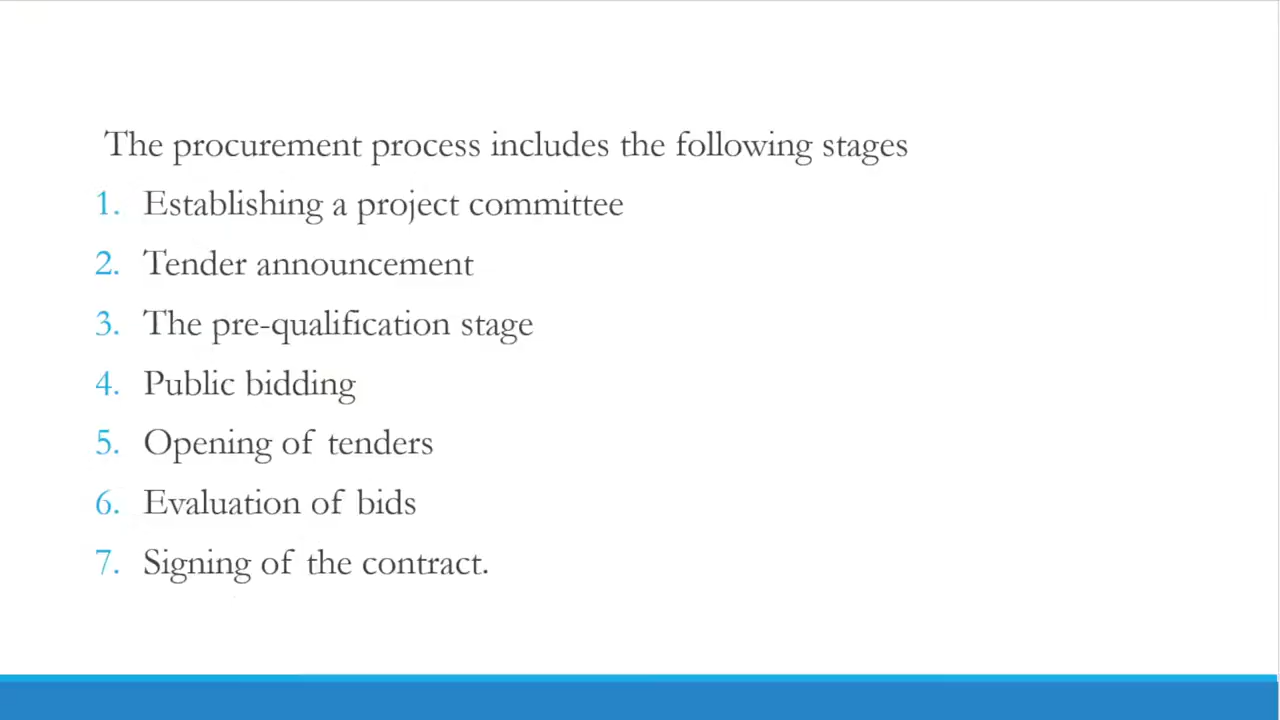 The procurement process includes the following stages
1. Establishing a project committee
2. Tender announcement
3. The pre-qualification stage
4. Public bidding
5. Opening of tenders
6. Evaluation of bids
7. Signing of the contract.